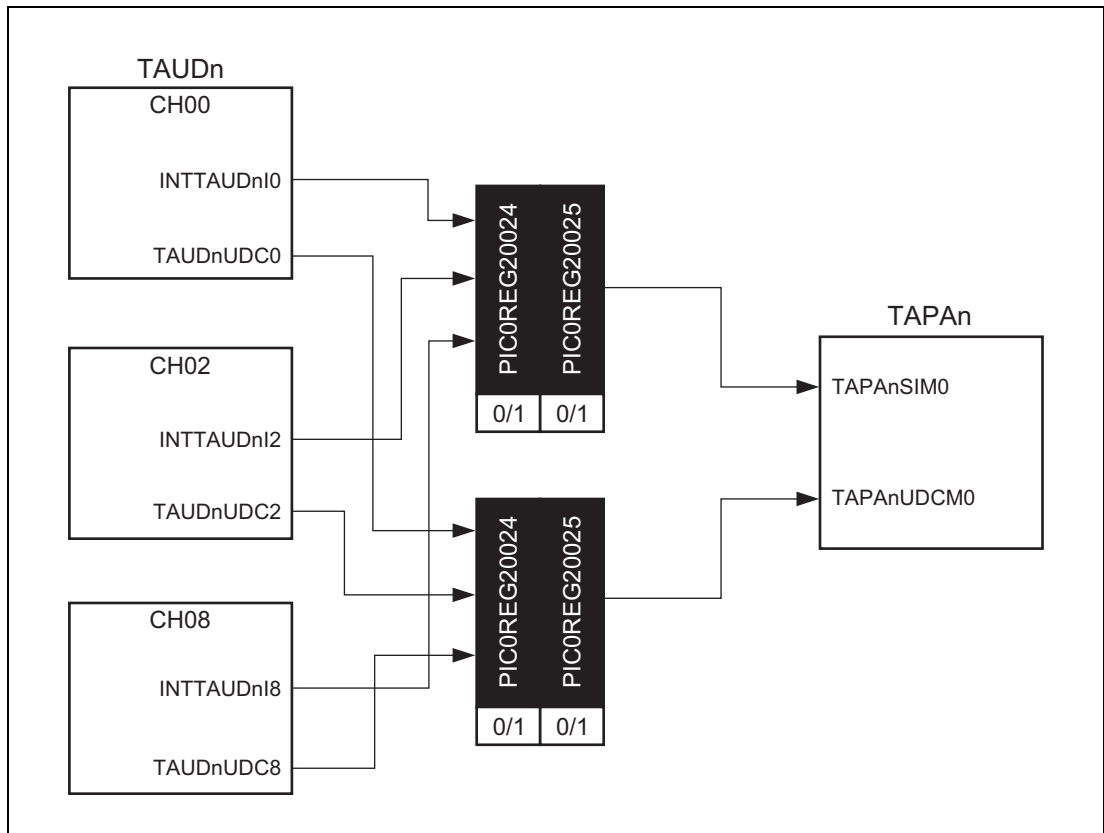 TAUDn
CH00
INTTAUDnI0
TAUDnUDC0
CH02
INTTAUDnI2
TAUDnUDC2
CH08
INTTAUDnI8
TAUDnUDC8
PIC0REG20024
PIC0REG20025
0/1
0/1
PIC0REG20024
PIC0REG20025
0/1
0/1
TAPAn
TAPAnSIM0
TAPAnUDCM0